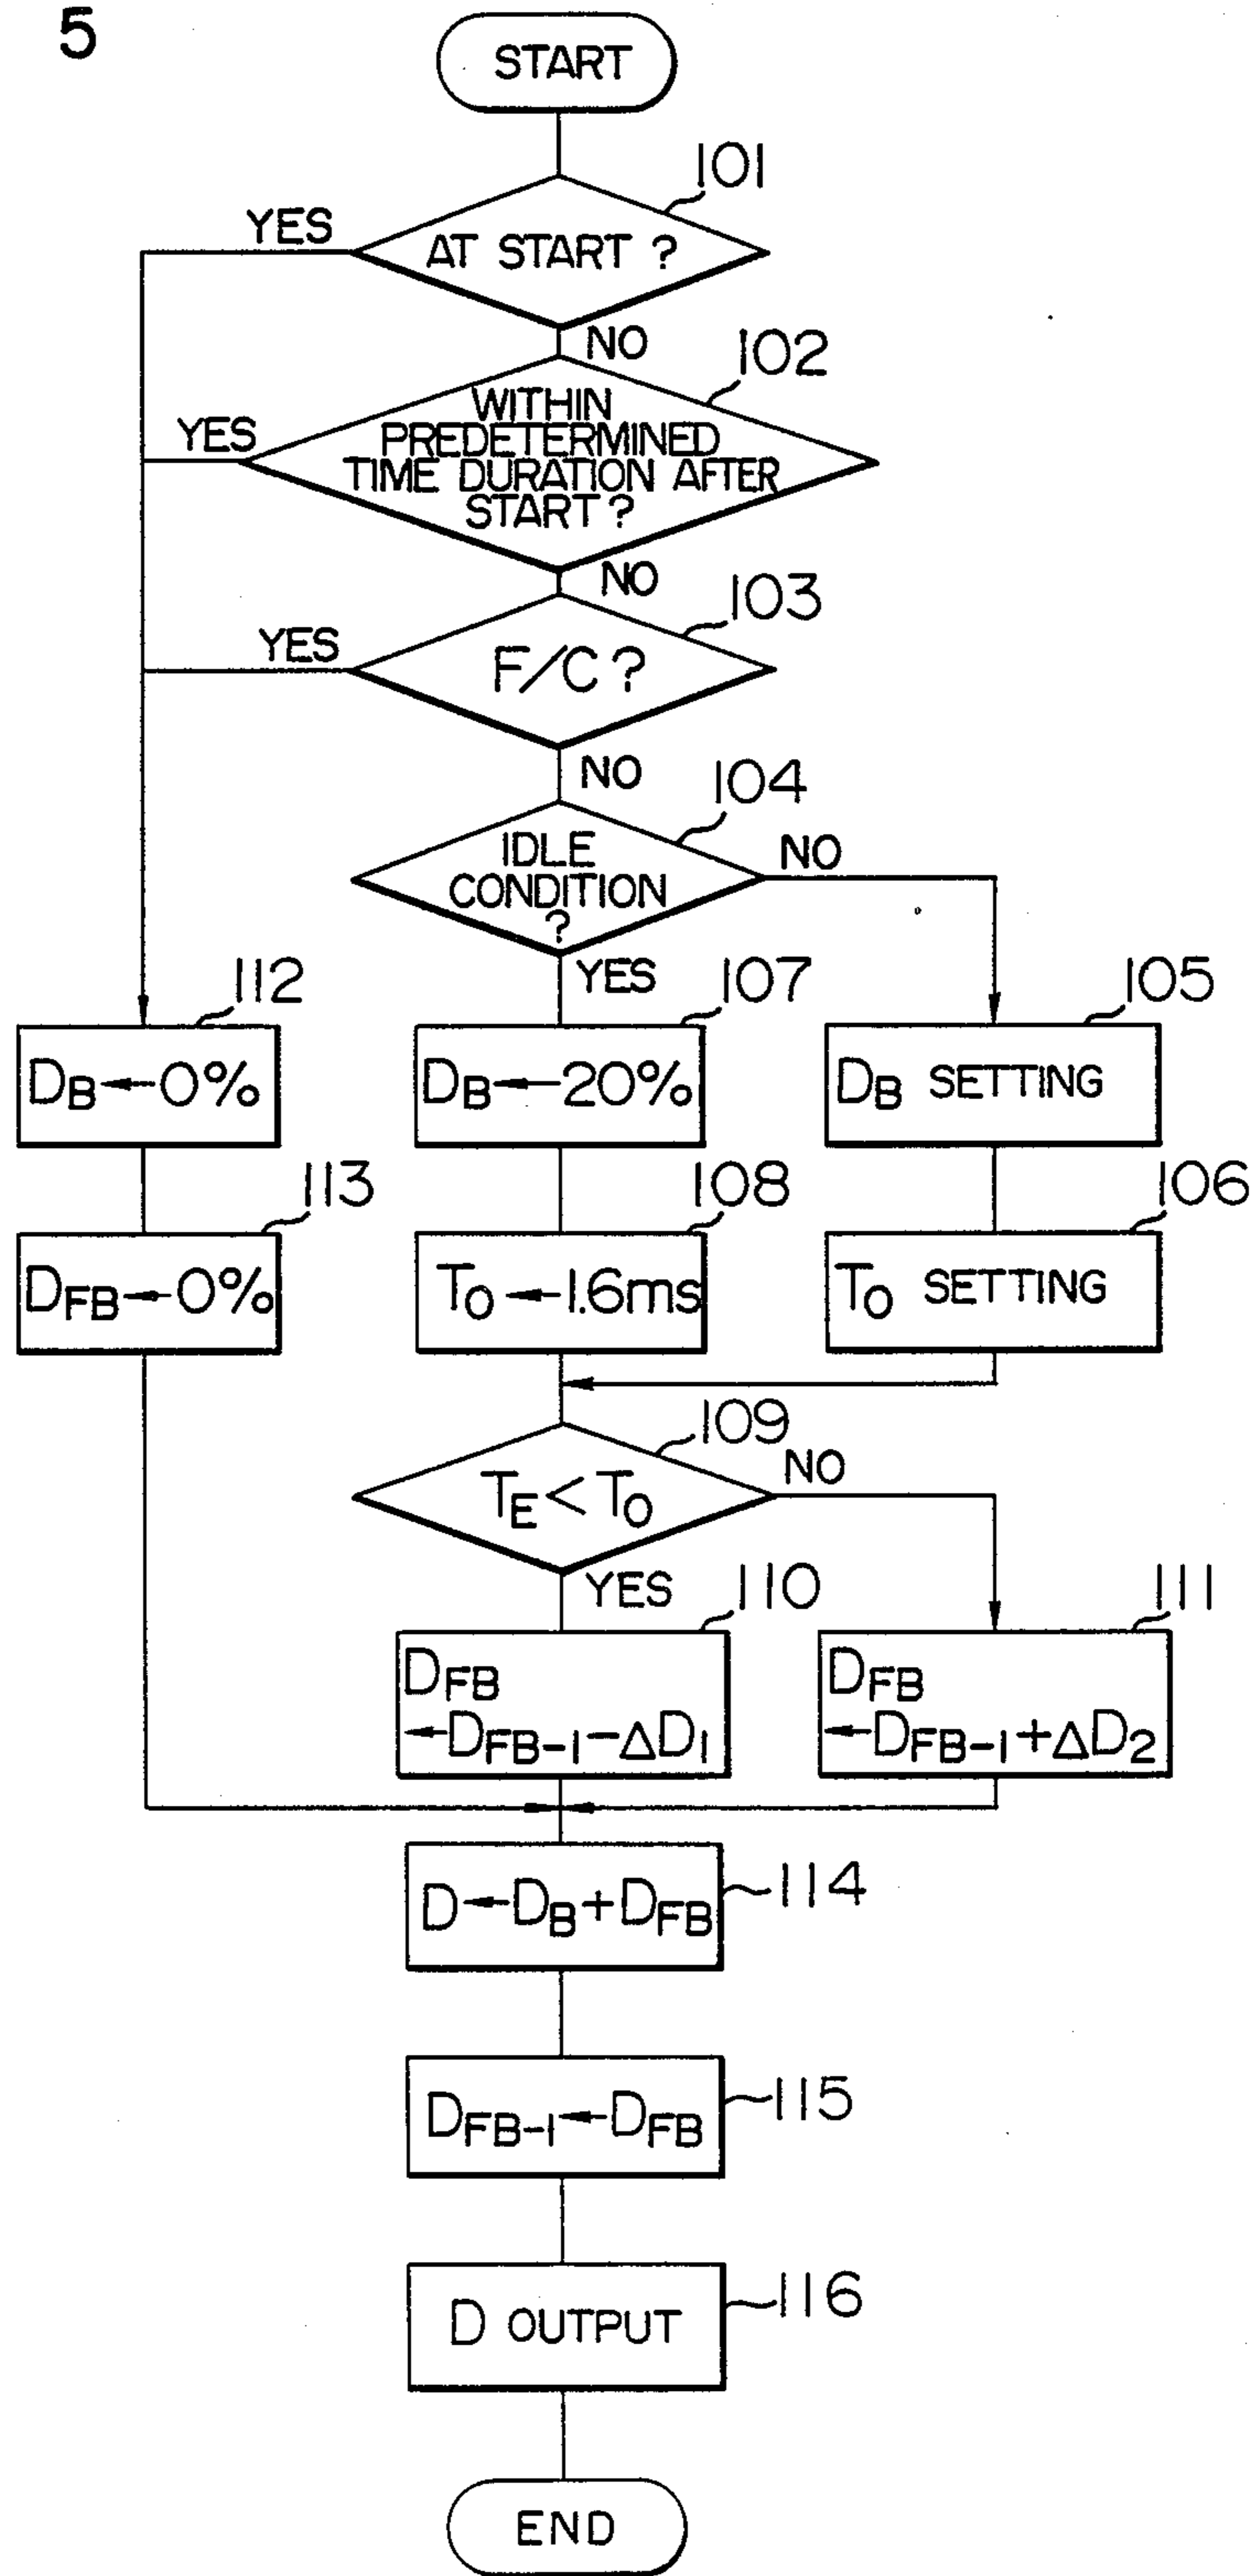 5
START
101
YES
AT START ?
NO
102
WITHIN
PREDETERMINED
TIME DURATION AFTER
START ?
YES
NO
103
YES
F/C ?
NO
104
IDLE
CONDITION
?
NO
YES
112
107
105
DB←0%
DB←20%
DB SETTING
113
108
106
DFB←0%
TO←1.6ms
TO SETTING
109
TE<TO
NO
YES
110
111
DFB
←DFB-1-ΔD1
DFB
←DFB-1+ΔD2
D←DB+DFB
114
DFB-1←DFB
115
D OUTPUT
116
END